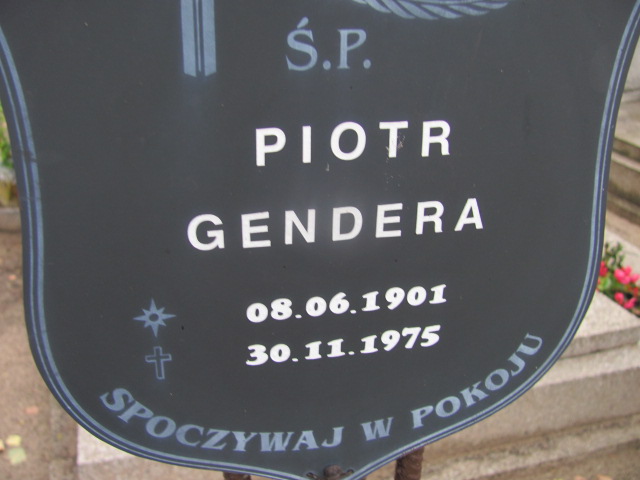 Ś.P.
PIOTR
GENDERA
08.06.1901
30.11.1975
SPOCZYWAJ W POKOJU